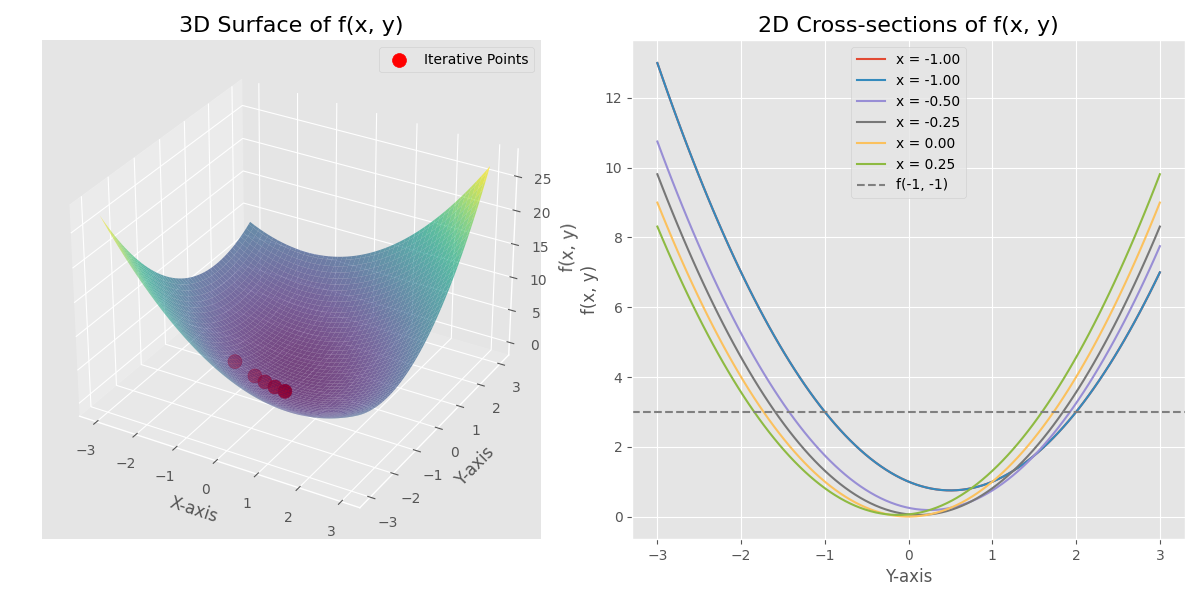 3D Surface of f(x, y)
Iterative Points
25
20
15
10
5
0
f(x, y)
−3
−2
−1
0
1
2
3
X-axis
−3
−2
−1
0
1
2
3
Y-axis
2D Cross-sections of f(x, y)
x = -1.00
x = -1.00
x = -0.50
x = -0.25
x = 0.00
x = 0.25
f(-1, -1)
12
10
8
6
4
2
0
f(x, y)
−3
−2
−1
0
1
2
3
Y-axis